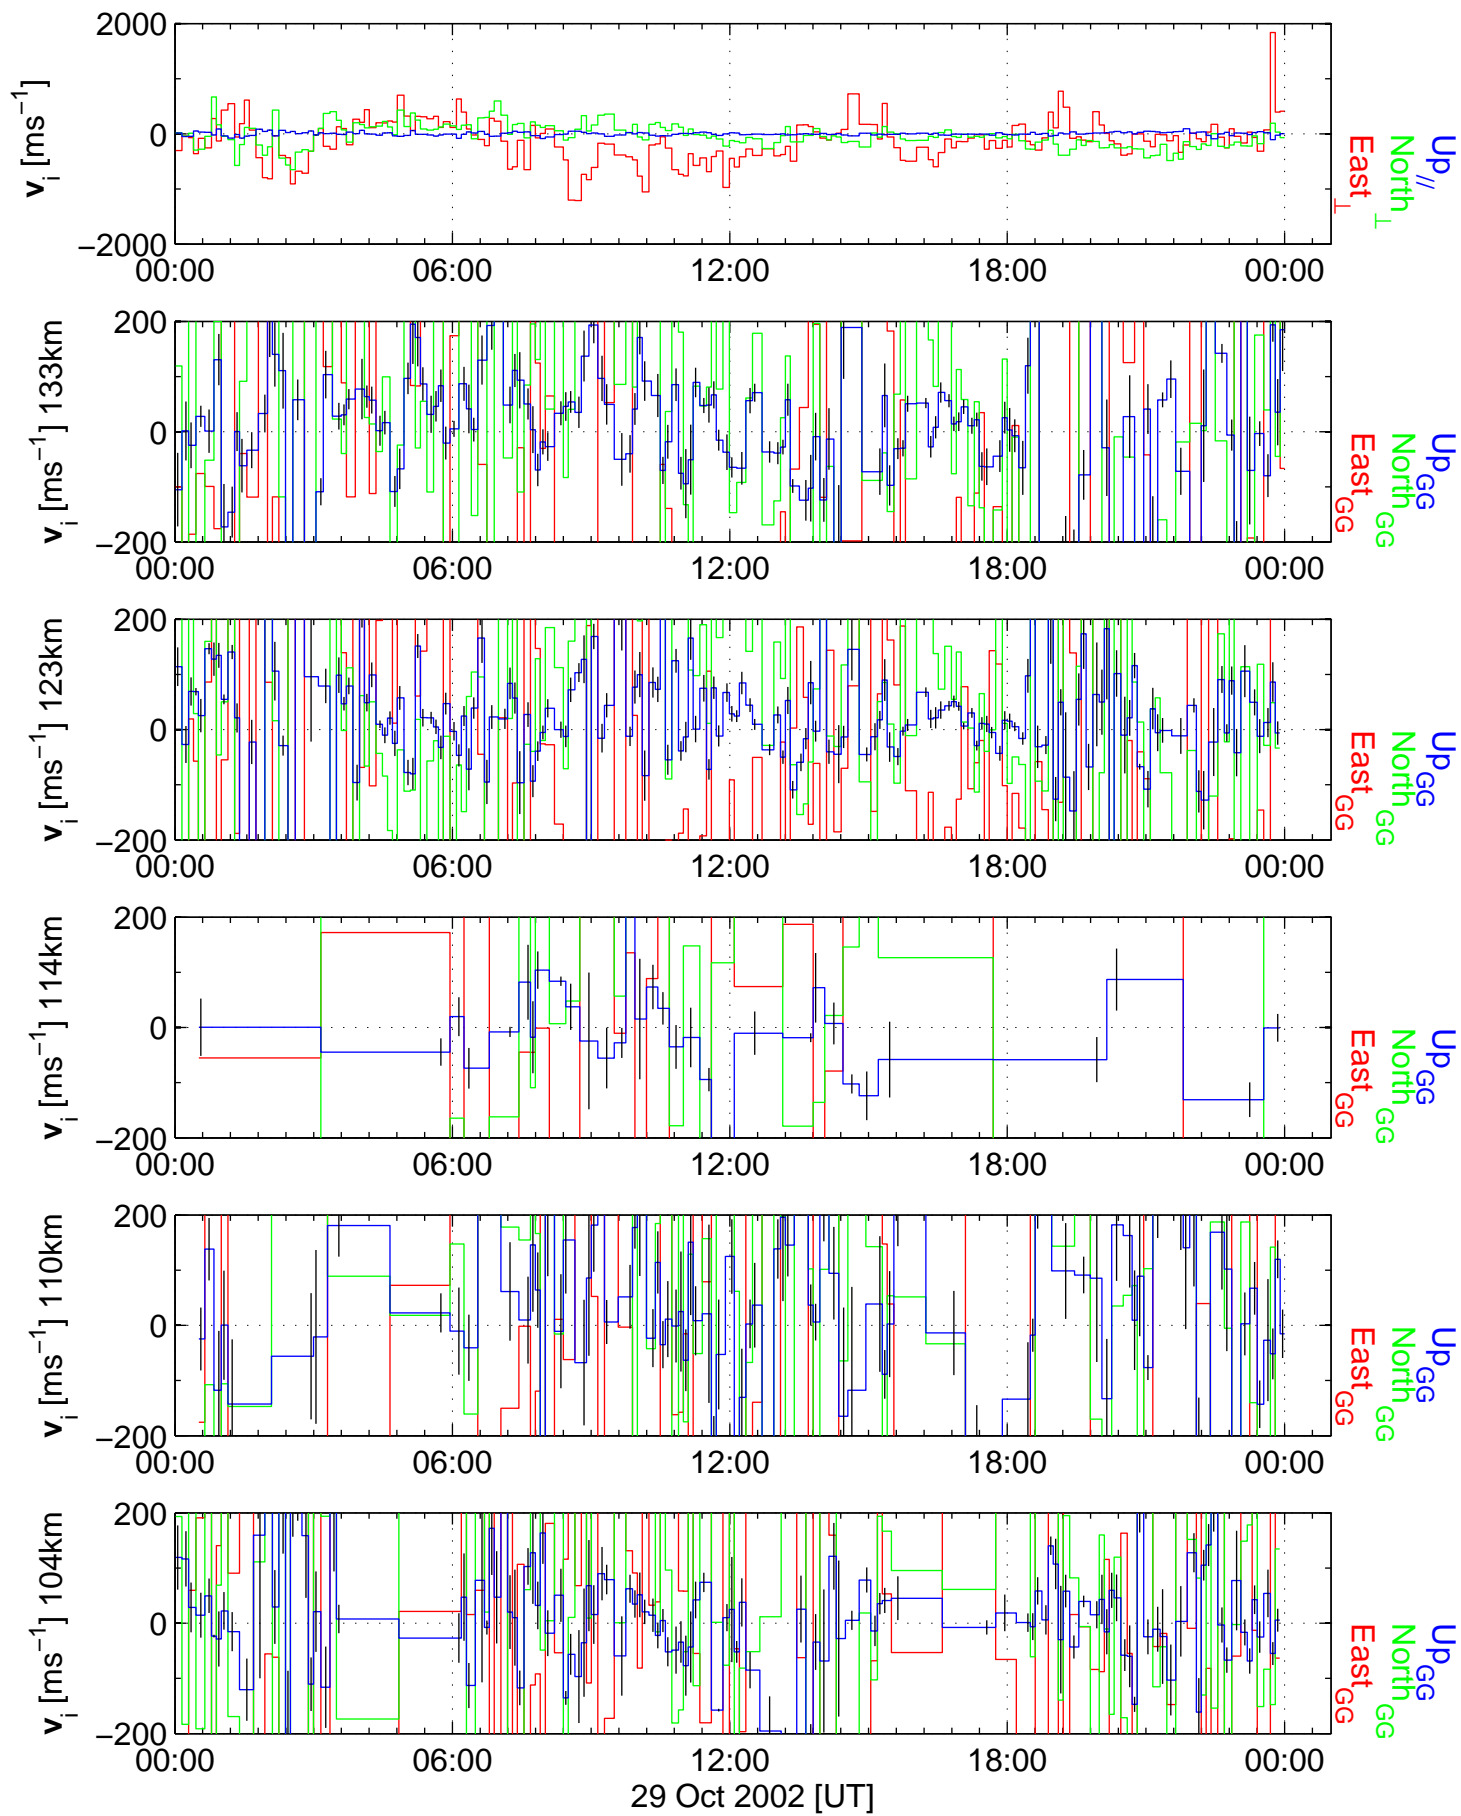 2000
0
−2000
v_i [ms^−1]
00:00 06:00 12:00 18:00 00:00
East_⊥
North_⊥
Up_//
200
0
−200
v_i [ms^−1] 133km
00:00 06:00 12:00 18:00 00:00
East_GG
North_GG
Up_GG
200
0
−200
v_i [ms^−1] 123km
00:00 06:00 12:00 18:00 00:00
East_GG
North_GG
Up_GG
200
0
−200
v_i [ms^−1] 114km
00:00 06:00 12:00 18:00 00:00
East_GG
North_GG
Up_GG
200
0
−200
v_i [ms^−1] 110km
00:00 06:00 12:00 18:00 00:00
East_GG
North_GG
Up_GG
200
0
−200
v_i [ms^−1] 104km
00:00 06:00 12:00 18:00 00:00
East_GG
North_GG
Up_GG
29 Oct 2002 [UT]